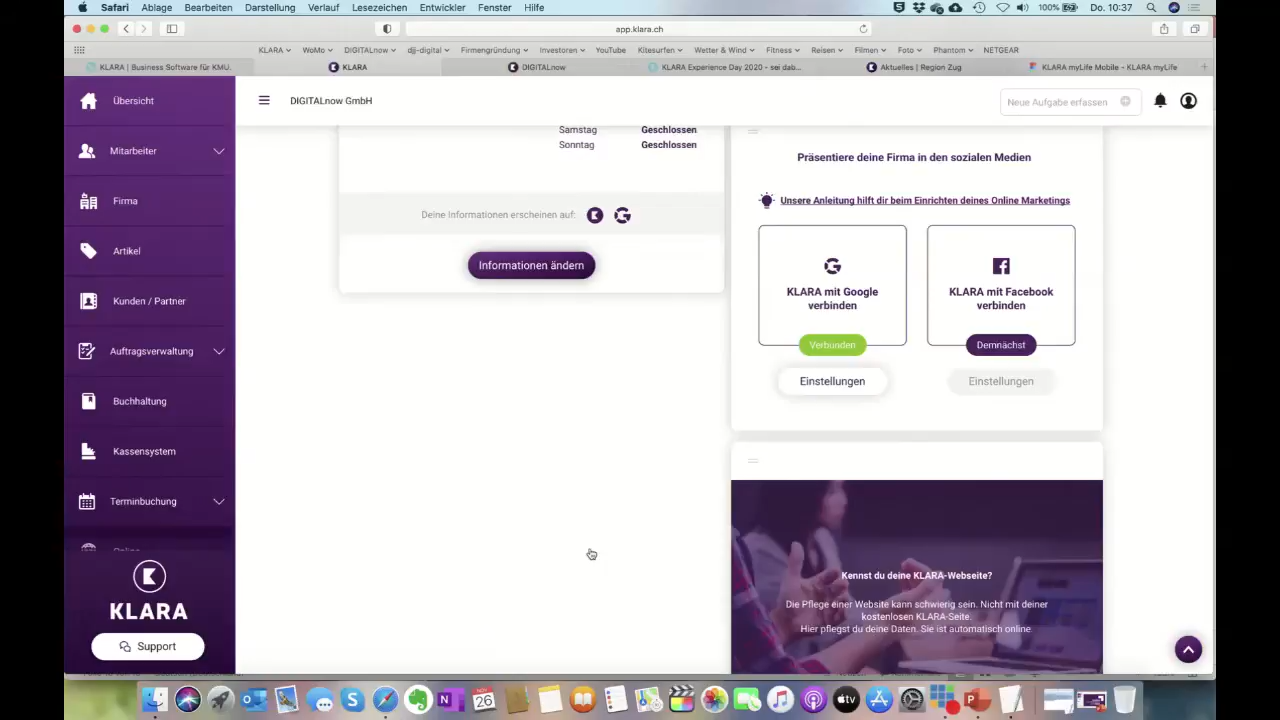 Safari Ablage Bearbeiten Darstellung Verlauf Lesezeichen Entwickler Fenster Hilfe 100% Do. 10:37
app.klara.ch
KLARA WoMo DIGITALnow djj-digital Firmengründung Investoren YouTube Kitesurfen Wetter & Wind Fitness Reisen Filmen Foto Phantom NETGEAR
KLARA | Business Software für KMU. KLARA DIGITALnow KLARA Experience Day 2020 - sei dab... Aktuelles | Region Zug KLARA myLife Mobile - KLARA myLife
Übersicht
DIGITALnow GmbH
Neue Aufgabe erfassen
Mitarbeiter
Firma
Artikel
Kunden / Partner
Auftragsverwaltung
Buchhaltung
Kassensystem
Terminbuchung
Online
KLARA
Support
Samstag Geschlossen
Sonntag Geschlossen
Deine Informationen erscheinen auf:
Informationen ändern
Präsentiere deine Firma in den sozialen Medien
Unsere Anleitung hilft dir beim Einrichten deines Online Marketings
KLARA mit Google
verbinden
Verbunden
Einstellungen
KLARA mit Facebook
verbinden
Demnächst
Einstellungen
Kennst du deine KLARA-Webseite?
Die Pflege einer Website kann schwierig sein. Nicht mit deiner
kostenlosen KLARA-Seite.
Hier pflegst du deine Daten. Sie ist automatisch online.
NOV
26
tv